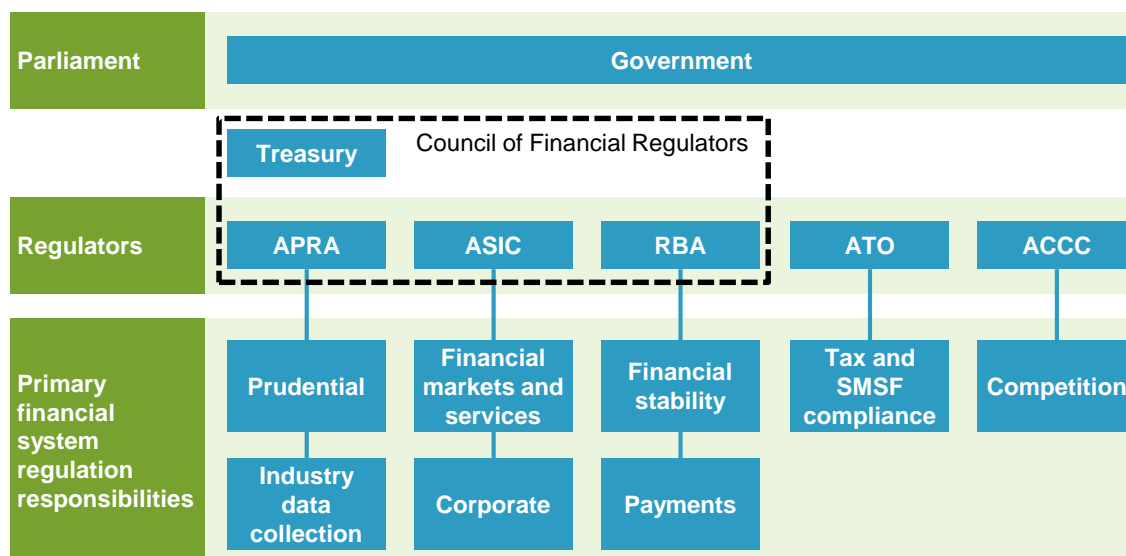 Parliament
Government
Treasury
Council of Financial Regulators
Regulators
APRA
ASIC
RBA
ATO
ACCC
Primary
financial
system
regulation
responsibilities
Prudential
Financial
markets and
services
Financial
stability
Tax and
SMSF
compliance
Competition
Industry
data
collection
Corporate
Payments